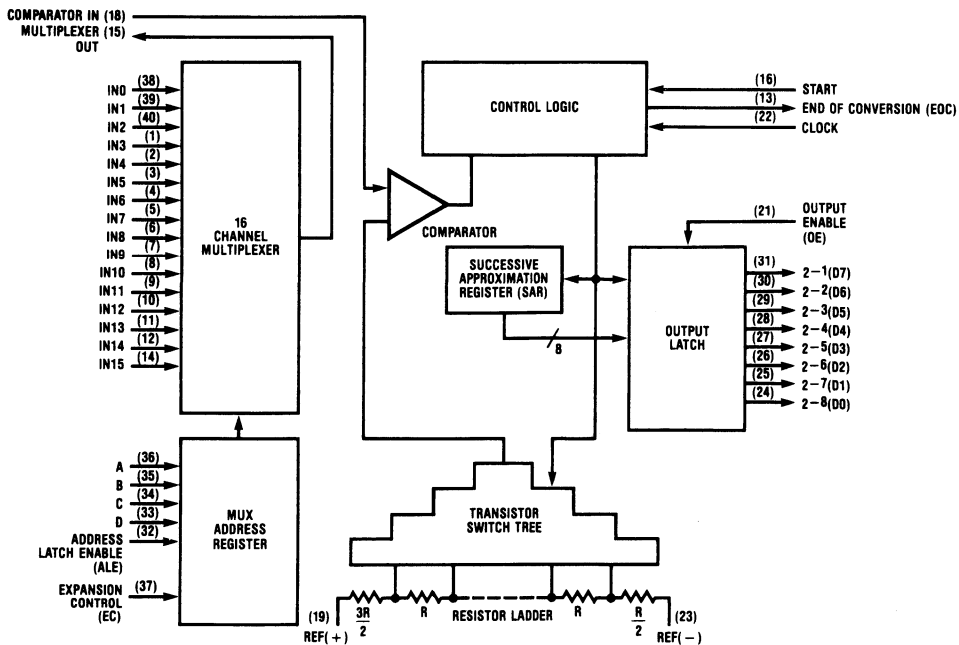 COMPARATOR IN (18)
MULTIPLEXER (15)
OUT
IN0 (38)
IN1 (39)
IN2 (40)
IN3 (1)
IN4 (2)
IN5 (3)
IN6 (4)
IN7 (5)
IN8 (6)
IN9 (7)
IN10 (8)
IN11 (9)
IN12 (10)
IN13 (11)
IN14 (12)
IN15 (14)
16
CHANNEL
MULTIPLEXER
CONTROL LOGIC
(16) START
(13) END OF CONVERSION (EOC)
(22) CLOCK
COMPARATOR
SUCCESSIVE
APPROXIMATION
REGISTER (SAR)
8
(21) OUTPUT
ENABLE
(OE)
OUTPUT
LATCH
(31) 2−1(D7)
(30) 2−2(D6)
(29) 2−3(D5)
(28) 2−4(D4)
(27) 2−5(D3)
(26) 2−6(D2)
(25) 2−7(D1)
(24) 2−8(D0)
A (36)
B (35)
C (34)
D (33)
ADDRESS (32)
LATCH ENABLE
(ALE)
EXPANSION (37)
CONTROL
(EC)
MUX
ADDRESS
REGISTER
TRANSISTOR
SWITCH TREE
(19)
REF(+)
3R
2
R
RESISTOR LADDER
R
R
2
(23)
REF(−)